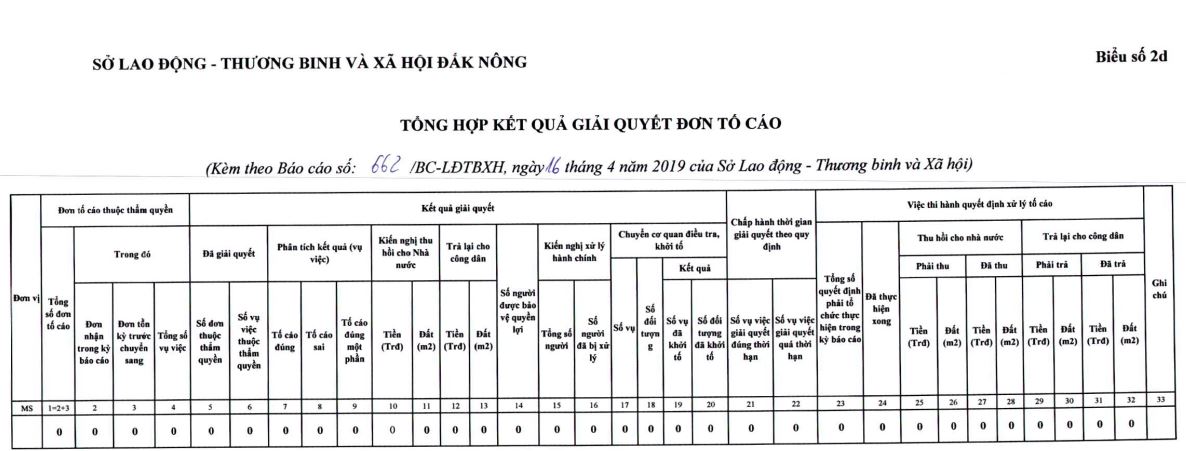 SỞ LAO ĐỘNG - THƯƠNG BINH VÀ XÃ HỘI ĐẮK NÔNG
Biểu số 2d
TỔNG HỢP KẾT QUẢ GIẢI QUYẾT ĐƠN TỐ CÁO
(Kèm theo Báo cáo số: 662 /BC-LĐTBXH, ngày 16 tháng 4 năm 2019 của Sở Lao động - Thương binh và Xã hội)
Đơn vị
Đơn tố cáo thuộc thẩm quyền
Tổng số đơn tố cáo
Trong đó
Đơn nhận trong kỳ báo cáo
Đơn tồn kỳ trước chuyển sang
Tổng số vụ việc
Kết quả giải quyết
Đã giải quyết
Số đơn thuộc thẩm quyền
Số vụ việc thuộc thẩm quyền
Phân tích kết quả (vụ việc)
Tố cáo đúng
Tố cáo sai
Tố cáo đúng một phần
Kiến nghị thu hồi cho Nhà nước
Tiền (Trđ)
Đất (m2)
Trả lại cho công dân
Tiền (Trđ)
Đất (m2)
Số người được bảo vệ quyền lợi
Kiến nghị xử lý hành chính
Tổng số người
Số người đã bị xử lý
Chuyển cơ quan điều tra, khởi tố
Số vụ
Số đối tượng
Kết quả
Số vụ đã khởi tố
Số đối tượng đã khởi tố
Chấp hành thời gian giải quyết theo quy định
Số vụ việc giải quyết đúng thời hạn
Số vụ việc giải quyết quá thời hạn
Việc thi hành quyết định xử lý tố cáo
Tổng số quyết định phải tổ chức thực hiện trong kỳ báo cáo
Đã thực hiện xong
Thu hồi cho nhà nước
Phải thu
Tiền (Trđ)
Đất (m2)
Đã thu
Tiền (Trđ)
Đất (m2)
Trả lại cho công dân
Phải trả
Tiền (Trđ)
Đất (m2)
Đã trả
Tiền (Trđ)
Đất (m2)
Ghi chú
MS 1=2+3 2 3 4 5 6 7 8 9 10 11 12 13 14 15 16 17 18 19 20 21 22 23 24 25 26 27 28 29 30 31 32 33
0 0 0 0 0 0 0 0 0 0 0 0 0 0 0 0 0 0 0 0 0 0 0 0 0 0 0 0 0 0 0 0